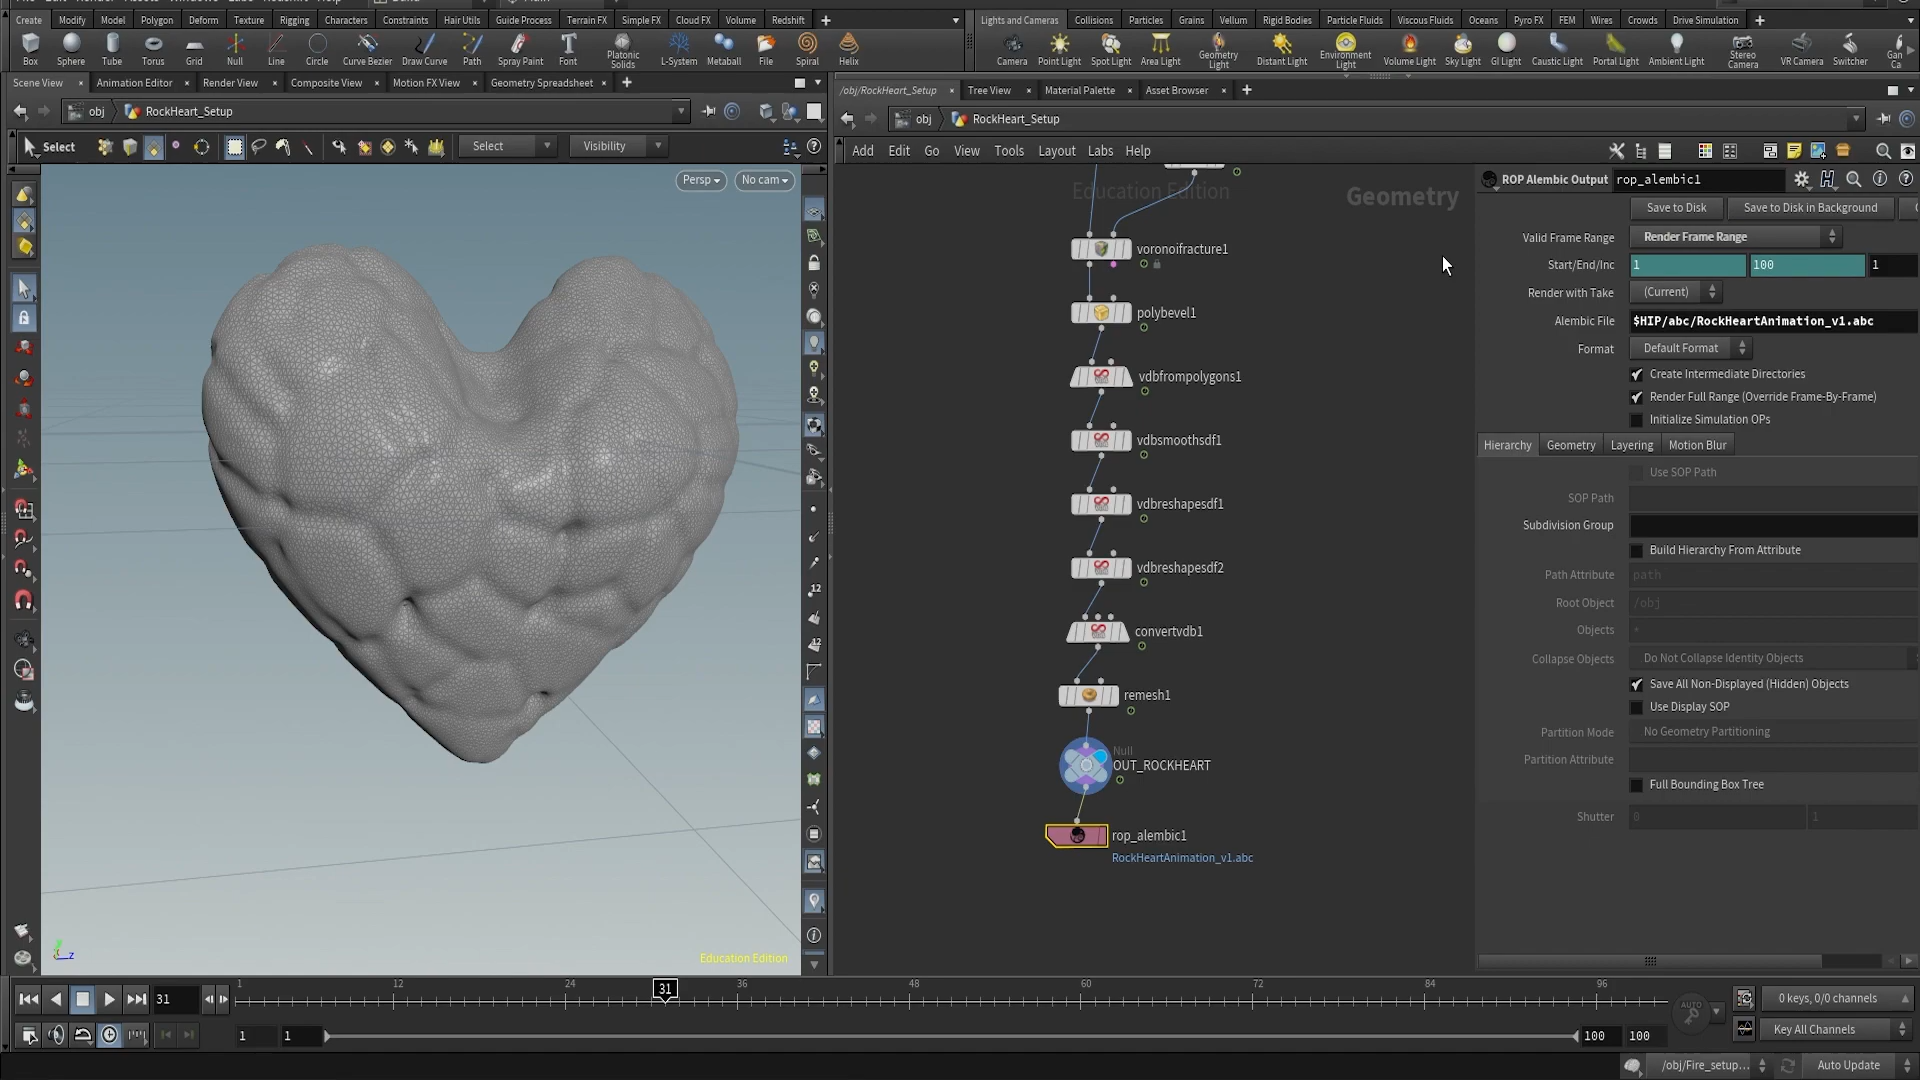 Create Modify Model Polygon Deform Texture Rigging Characters Constraints Hair Utils Guide Process Terrain FX Simple FX Cloud FX Volume Redshift
Lights and Cameras Collisions Particles Grains Vellum Rigid Bodies Particle Fluids Viscous Fluids Oceans Pyro FX FEM Wires Crowds Drive Simulation
Box Sphere Tube Torus Grid Null Line Circle Curve Bezier Draw Curve Path Spray Paint Font Platonic Solids L-System Metaball File Spiral Helix
Camera Point Light Spot Light Area Light Geometry Light Distant Light Environment Light Volume Light Sky Light GI Light Caustic Light Portal Light Ambient Light Stereo Camera VR Camera Switcher Gan Ca
Scene View Animation Editor Render View Composite View Motion FX View Geometry Spreadsheet
/obj/RockHeart_Setup Tree View Material Palette Asset Browser
obj RockHeart_Setup
obj RockHeart_Setup
Select Select Visibility
Add Edit Go View Tools Layout Labs Help
Persp No cam
Education Edition
Geometry
voronoifracture1
polybevel1
vdbfrompolygons1
vdbsmoothsdf1
vdbreshapesdf1
vdbreshapesdf2
convertvdb1
remesh1
Null
OUT_ROCKHEART
rop_alembic1
RockHeartAnimation_v1.abc
ROP Alembic Output rop_alembic1
Save to Disk Save to Disk in Background
Valid Frame Range Render Frame Range
Start/End/Inc 1 100 1
Render with Take (Current)
Alembic File $HIP/abc/RockHeartAnimation_v1.abc
Format Default Format
Create Intermediate Directories
Render Full Range (Override Frame-By-Frame)
Initialize Simulation OPs
Hierarchy Geometry Layering Motion Blur
Use SOP Path
SOP Path
Subdivision Group
Build Hierarchy From Attribute
Path Attribute path
Root Object /obj
Objects *
Collapse Objects Do Not Collapse Identity Objects
Save All Non-Displayed (Hidden) Objects
Use Display SOP
Partition Mode No Geometry Partitioning
Partition Attribute
Full Bounding Box Tree
Shutter 0 1
12
12
z
Education Edition
1 12 24 31 36 48 60 72 84 96
31
AUTO
0 keys, 0/0 channels
1 1 100 100
Key All Channels
/obj/Fire_setup... Auto Update